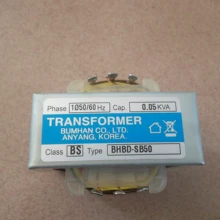 Phase 1Ø50/60 Hz Cap. 0.05 KVA
TRANSFORMER
BUMHAN CO., LTD.
ANYANG, KOREA.
Class BS Type BHBD-SB50